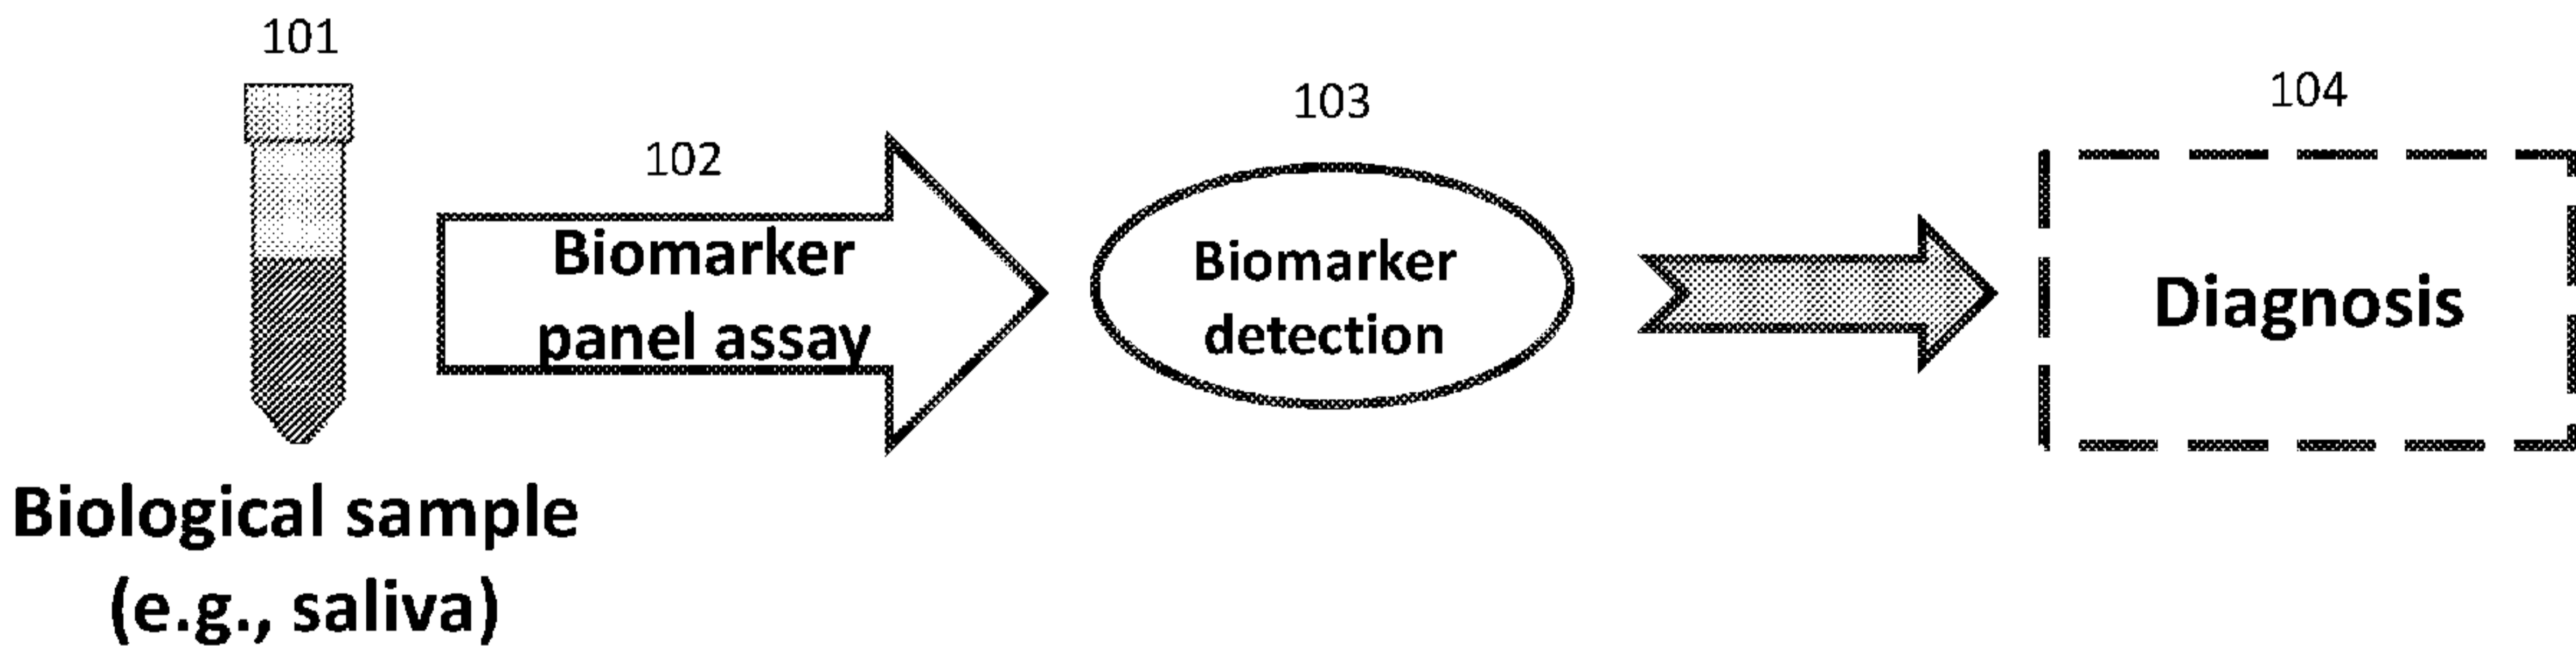 101
Biological sample
(e.g., saliva)
102
Biomarker
panel assay
103
Biomarker
detection
104
Diagnosis